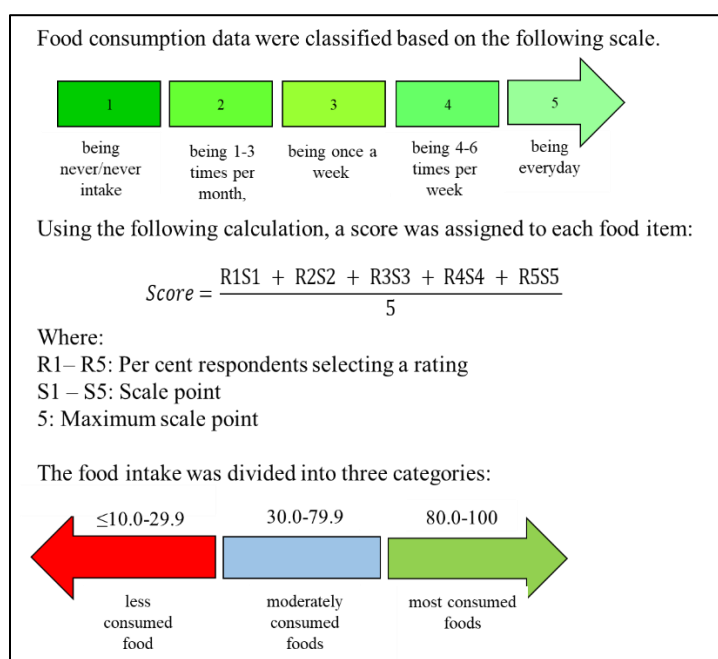 Food consumption data were classified based on the following scale.
1 2 3 4 5
being never/never intake
being 1-3 times per month,
being once a week
being 4-6 times per week
being everyday
Using the following calculation, a score was assigned to each food item:
Score = (R1S1 + R2S2 + R3S3 + R4S4 + R5S5) / 5
Where:
R1– R5: Per cent respondents selecting a rating
S1 – S5: Scale point
5: Maximum scale point
The food intake was divided into three categories:
≤10.0-29.9 30.0-79.9 80.0-100
less consumed food
moderately consumed foods
most consumed foods